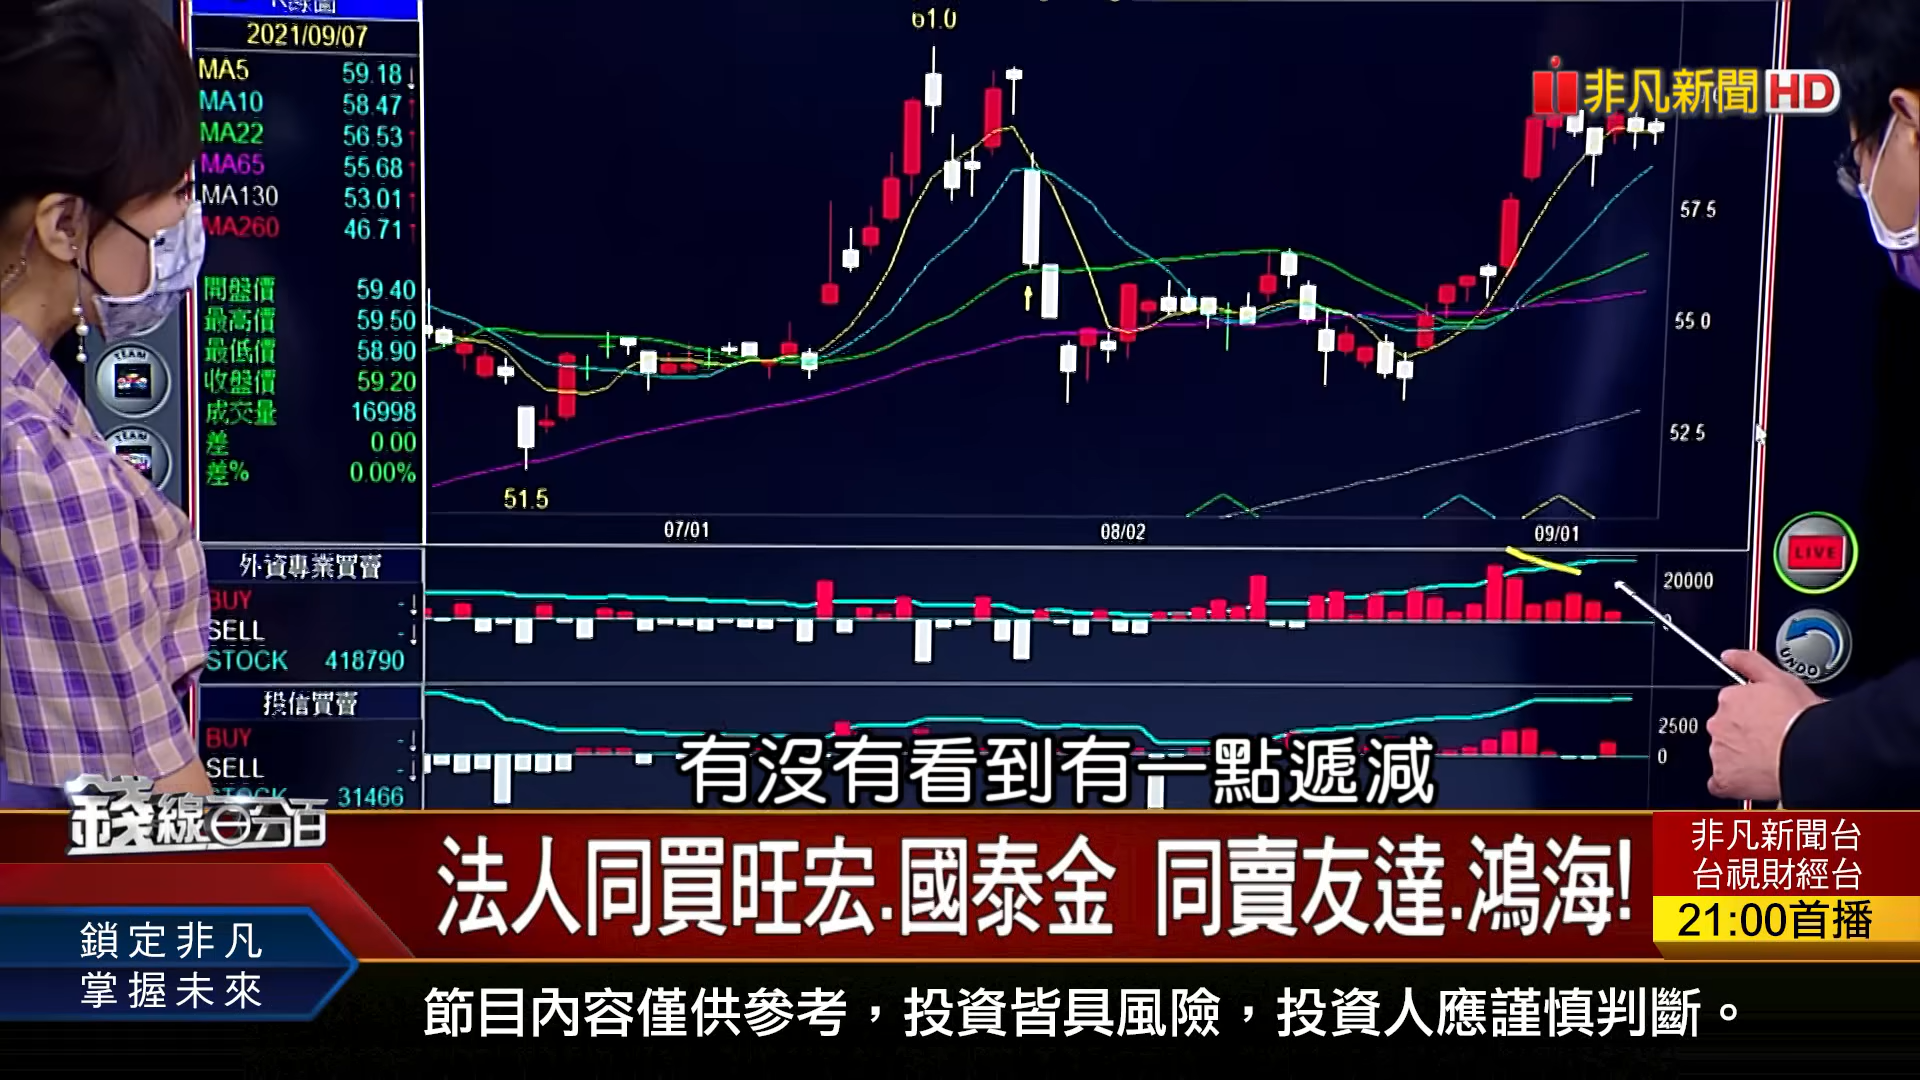 K線圖
2021/09/07
MA5 59.18↓
MA10 58.47↑
MA22 56.53↑
MA65 55.68↑
MA130 53.01↑
MA260 46.71↑
開盤價 59.40
最高價 59.50
最低價 58.90
收盤價 59.20
成交量 16998
差 0.00
差% 0.00%
61.0
51.5
57.5
55.0
52.5
07/01
08/02
09/01
非凡新聞HD
TEAM
TEAM
LIVE
UNDO
外資專業買賣
BUY -↓
SELL -↓
STOCK 418790
20000
投信買賣
BUY -↓
SELL -↓
STOCK 31466
2500
0
有沒有看到有一點遞減
錢線百分百
法人同買旺宏.國泰金 同賣友達.鴻海!
非凡新聞台
台視財經台
21:00首播
鎖定非凡
掌握未來
節目內容僅供參考，投資皆具風險，投資人應謹慎判斷。